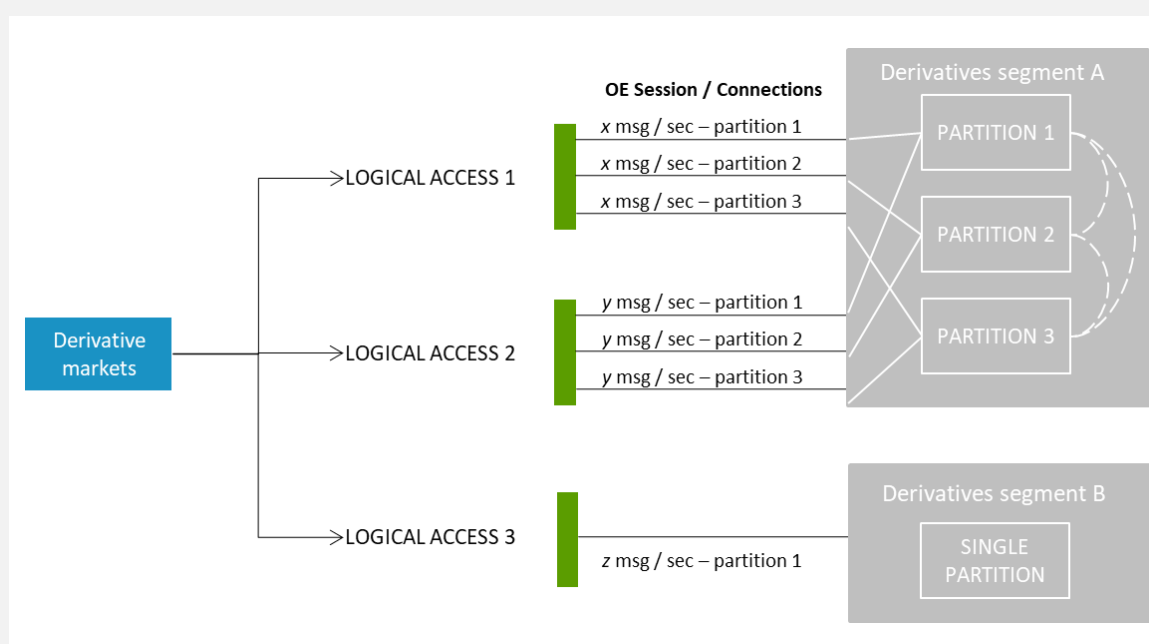 OE Session / Connections
Derivatives segment A
x msg / sec – partition 1
PARTITION 1
x msg / sec – partition 2
LOGICAL ACCESS 1
x msg / sec – partition 3
PARTITION 2
y msg / sec – partition 1
PARTITION 3
Derivative
markets
y msg / sec – partition 2
LOGICAL ACCESS 2
y msg / sec – partition 3
Derivatives segment B
LOGICAL ACCESS 3
z msg / sec – partition 1
SINGLE
PARTITION